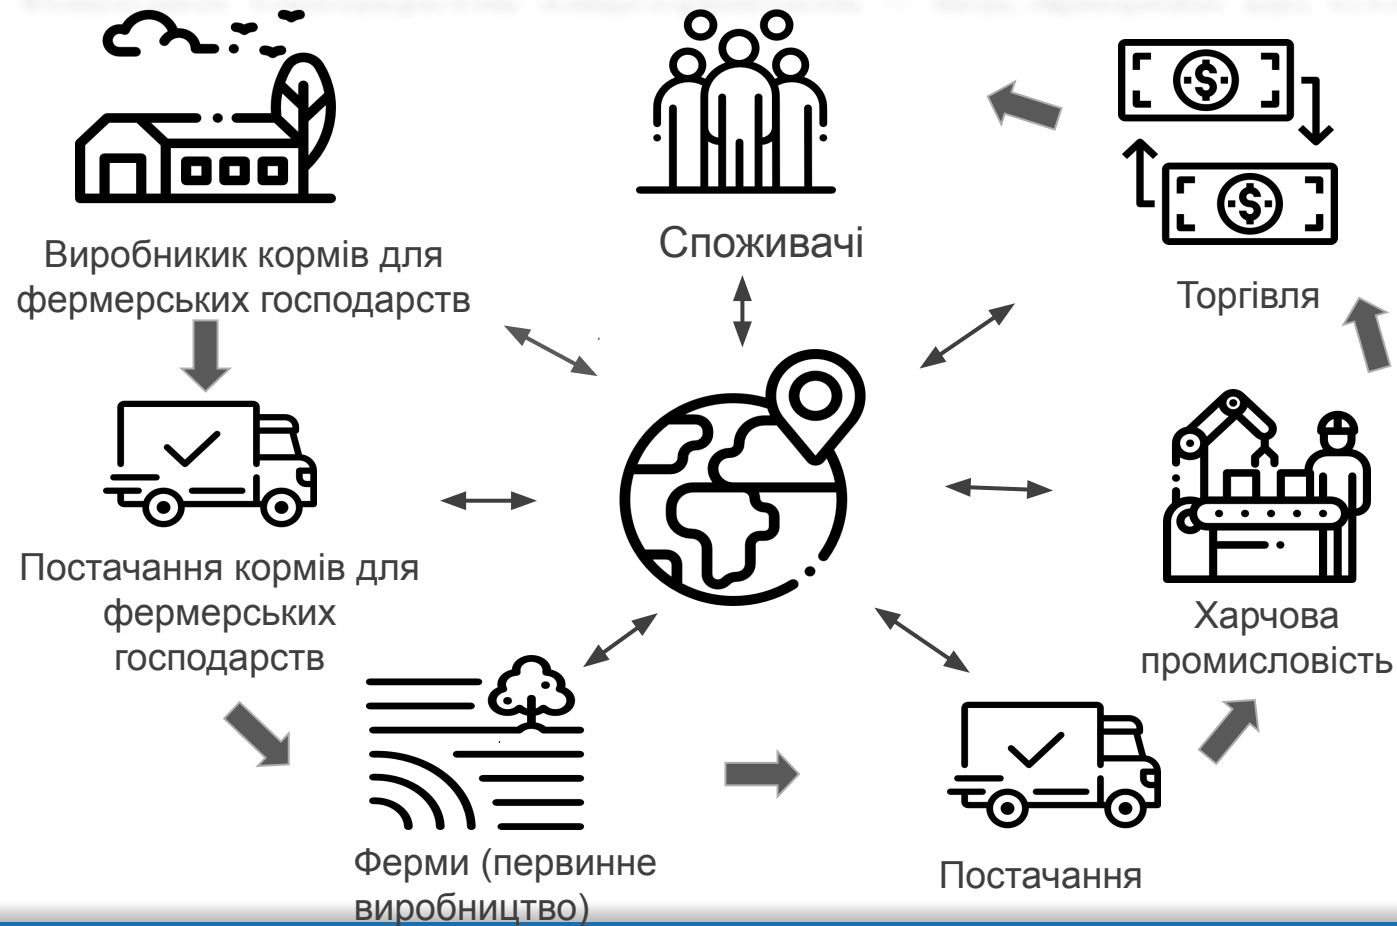 Виробникик кормів для
фермерських господарств
Споживачі
Торгівля
Постачання кормів для
фермерських
господарств
Харчова
промисловість
Ферми (первинне
виробництво)
Постачання